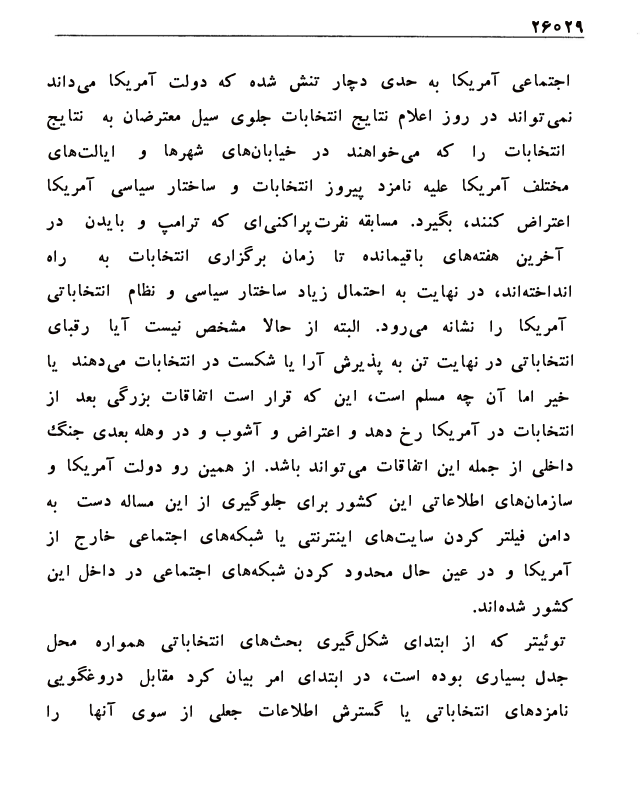 ۲۶۰۲۹
اجتماعی آمریکا به حدی دچار تنش شده که دولت آمریکا می‌داند
نمی‌تواند در روز اعلام نتایج انتخابات جلوی سیل معترضان به نتایج
انتخابات را که می‌خواهند در خیابان‌های شهرها و ایالت‌های
مختلف آمریکا علیه نامزد پیروز انتخابات و ساختار سیاسی آمریکا
اعتراض کنند، بگیرد. مسابقه نفرت‌پراکنی‌ای که ترامپ و بایدن در
آخرین هفته‌های باقیمانده تا زمان برگزاری انتخابات به راه
انداخته‌اند، در نهایت به احتمال زیاد ساختار سیاسی و نظام انتخاباتی
آمریکا را نشانه می‌رود. البته از حالا مشخص نیست آیا رقبای
انتخاباتی در نهایت تن به پذیرش آرا یا شکست در انتخابات می‌دهند یا
خیر اما آن چه مسلم است، این که قرار است اتفاقات بزرگی بعد از
انتخابات در آمریکا رخ دهد و اعتراض و آشوب و در وهله بعدی جنگ
داخلی از جمله این اتفاقات می‌تواند باشد. از همین رو دولت آمریکا و
سازمان‌های اطلاعاتی این کشور برای جلوگیری از این مساله دست به
دامن فیلتر کردن سایت‌های اینترنتی یا شبکه‌های اجتماعی خارج از
آمریکا و در عین حال محدود کردن شبکه‌های اجتماعی در داخل این
کشور شده‌اند.
توئیتر که از ابتدای شکل‌گیری بحث‌های انتخاباتی همواره محل
جدل بسیاری بوده است، در ابتدای امر بیان کرد مقابل دروغگویی
نامزدهای انتخاباتی یا گسترش اطلاعات جعلی از سوی آنها را